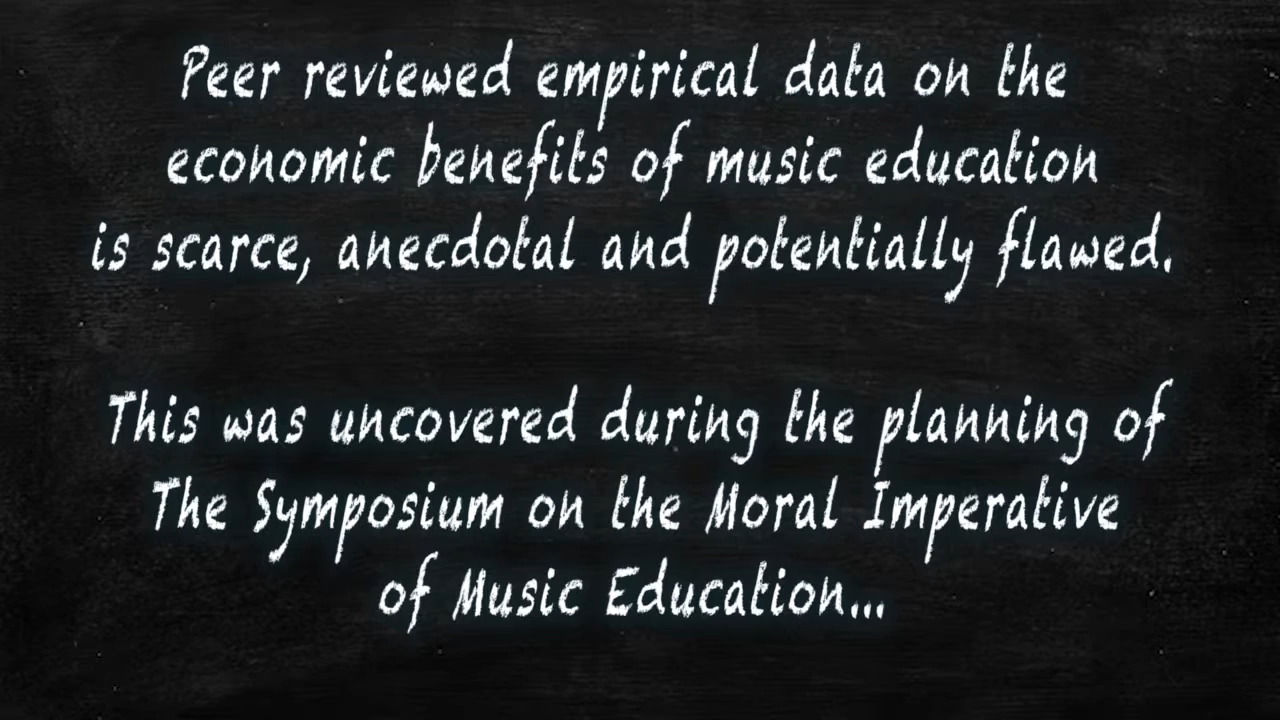 Peer reviewed empirical data on the
economic benefits of music education
is scarce, anecdotal and potentially flawed.
This was uncovered during the planning of
The Symposium on the Moral Imperative
of Music Education...